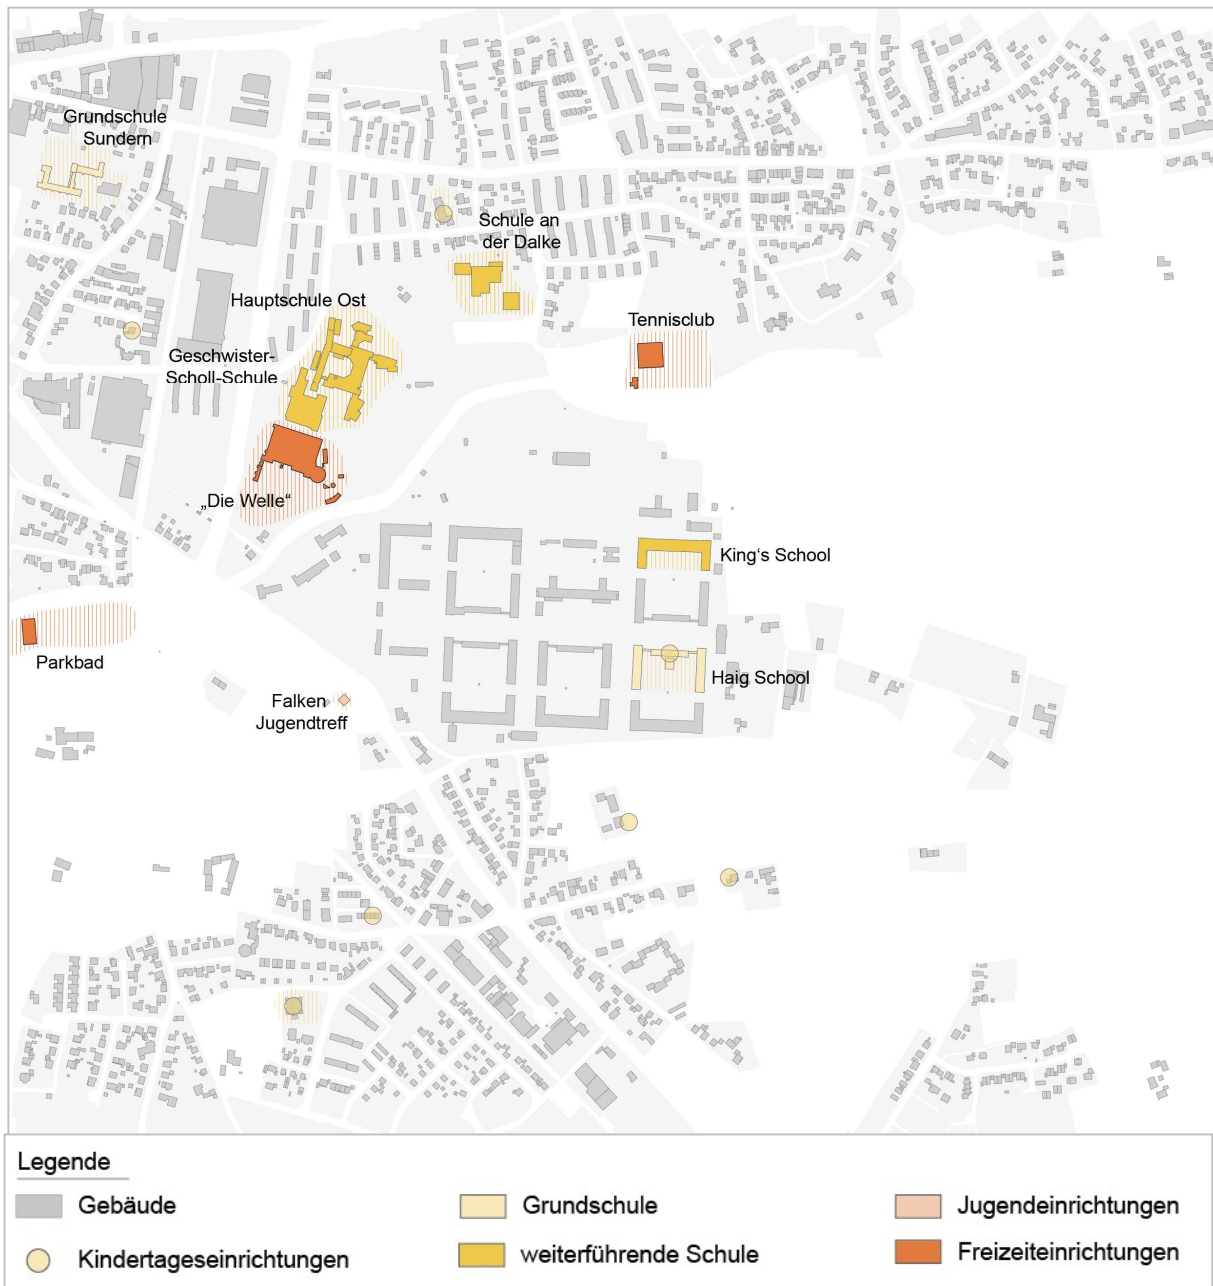 Grundschule
Sundern
Schule an
der Dalke
Hauptschule Ost
Tennisclub
Geschwister-
Scholl-Schule
„Die Welle“
King‘s School
Parkbad
Haig School
Falken
Jugendtreff
Legende
Gebäude
Grundschule
Jugendeinrichtungen
Kindertageseinrichtungen
weiterführende Schule
Freizeiteinrichtungen